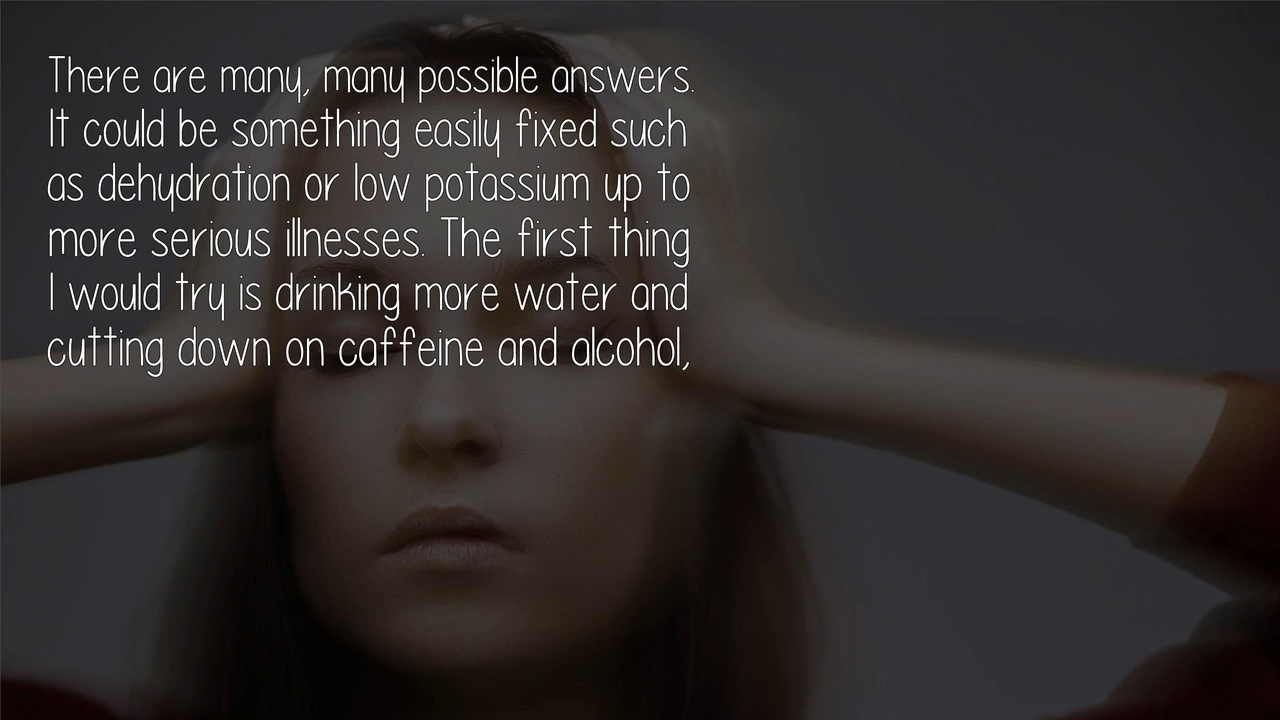 There are many, many possible answers.
It could be something easily fixed such
as dehydration or low potassium up to
more serious illnesses. The first thing
I would try is drinking more water and
cutting down on caffeine and alcohol,